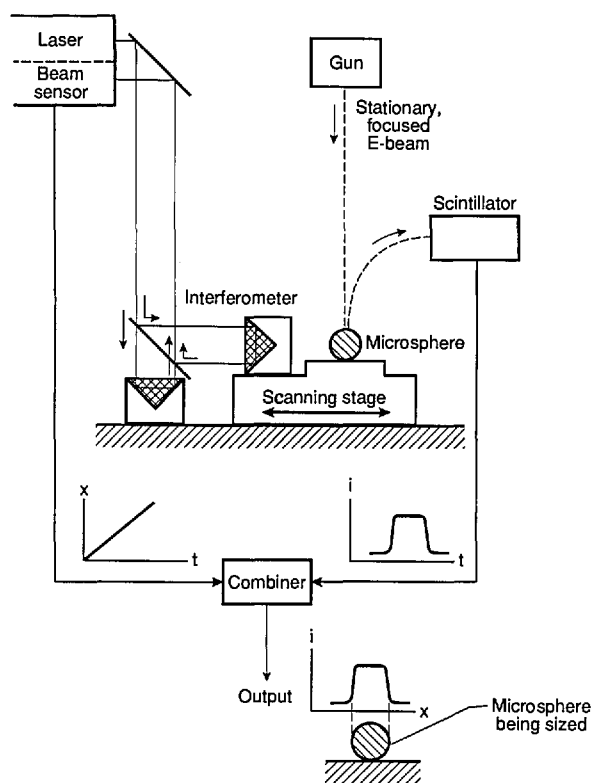 Laser
Beam
sensor
Gun
Stationary,
focused
E-beam
Scintillator
Interferometer
Microsphere
Scanning stage
x
t
i
t
Combiner
Output
i
x
Microsphere
being sized